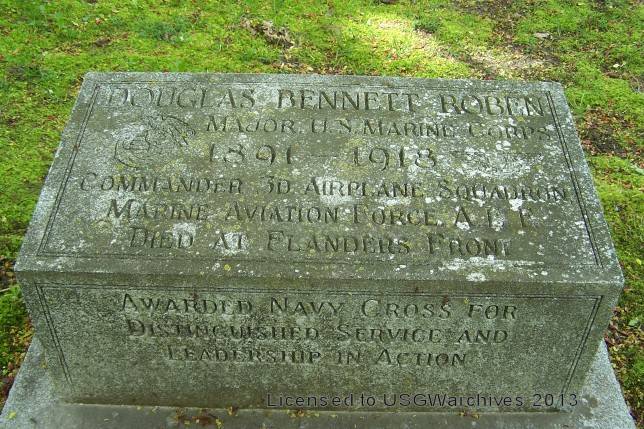 DOUGLAS BENNETT ROBEN
MAJOR U.S. MARINE CORPS
1891 - 1918
COMMANDER 3D AIRPLANE SQUADRON
MARINE AVIATION FORCE A.E.F.
DIED AT FLANDERS FRONT
AWARDED NAVY CROSS FOR
DISTINGUISHED SERVICE AND
LEADERSHIP IN ACTION
Licensed to USGWarchives 2013